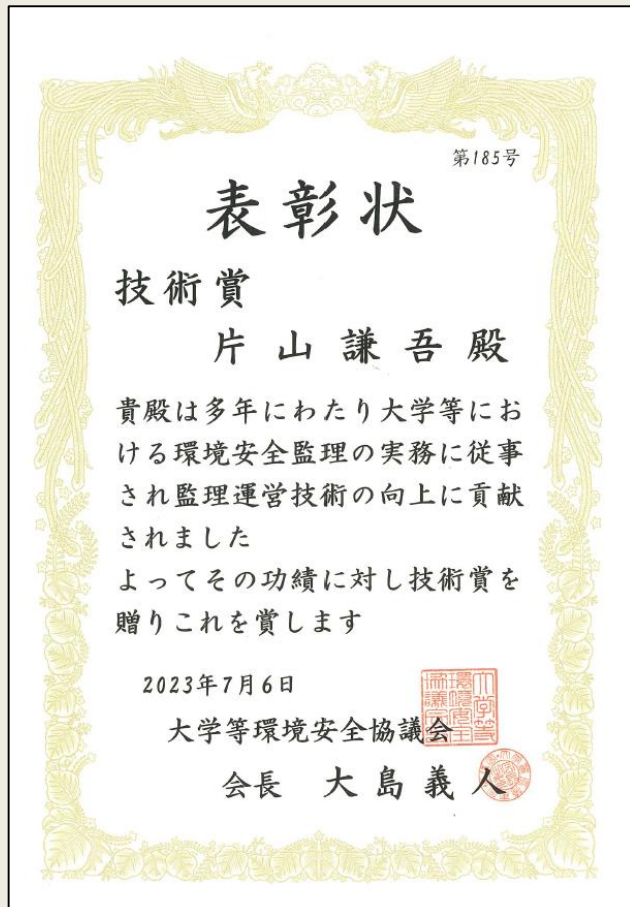 第185号
表彰状
技術賞
片山謙吾殿
貴殿は多年にわたり大学等にお
ける環境安全監理の実務に従事
され監理運営技術の向上に貢献
されました
よってその功績に対し技術賞を
贈りこれを賞します
2023年7月6日
大学等環境安全協議会
会長 大島義人